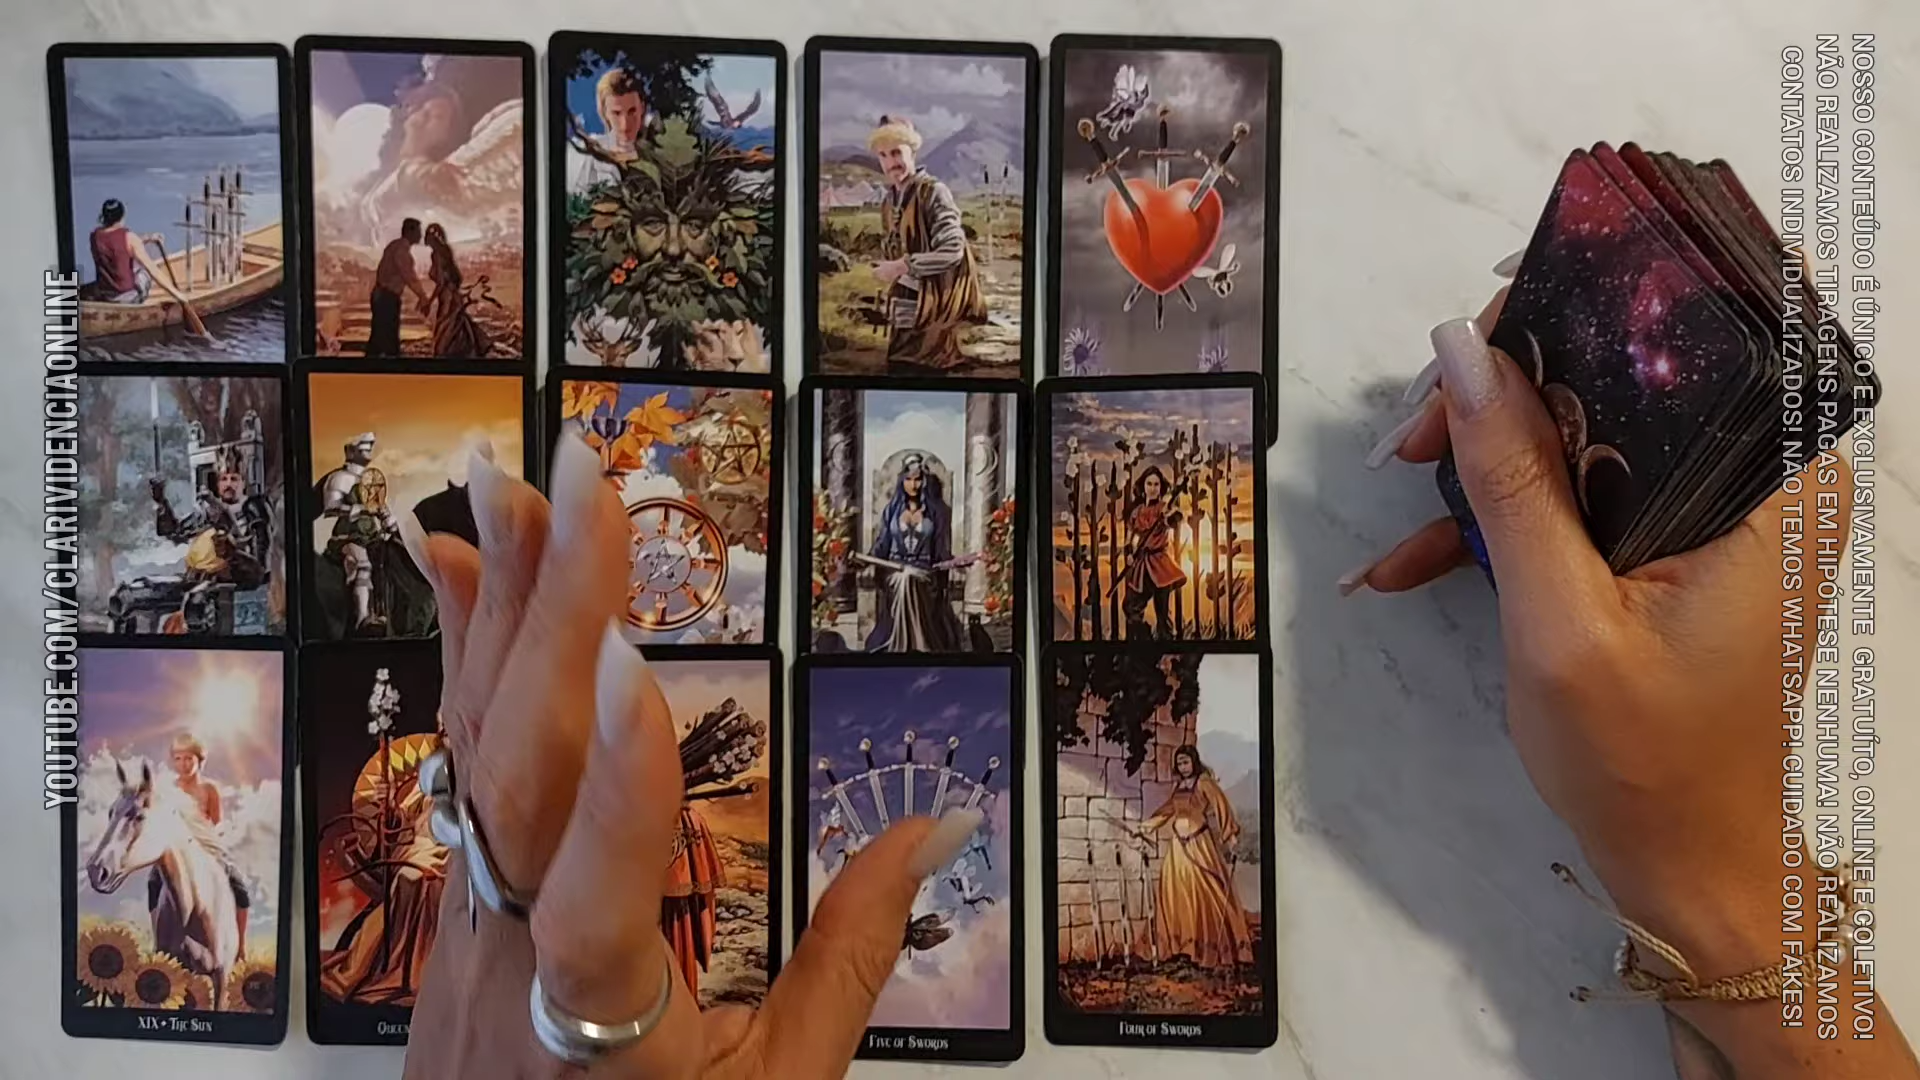 YOUTUBE.COM/CLARIVIDENCIAONLINE
NOSSO CONTEÚDO É ÚNICO E EXCLUSIVAMENTE GRATUÍTO, ONLINE E COLETIVO!
NÃO REALIZAMOS TIRAGENS PAGAS EM HIPÓTESE NENHUMA! NÃO REALIZAMOS
CONTATOS INDIVIDUALIZADOS! NÃO TEMOS WHATSAPP! CUIDADO COM FAKES!
XIX • THE SUN
QUEEN
FIVE OF SWORDS
FOUR OF SWORDS